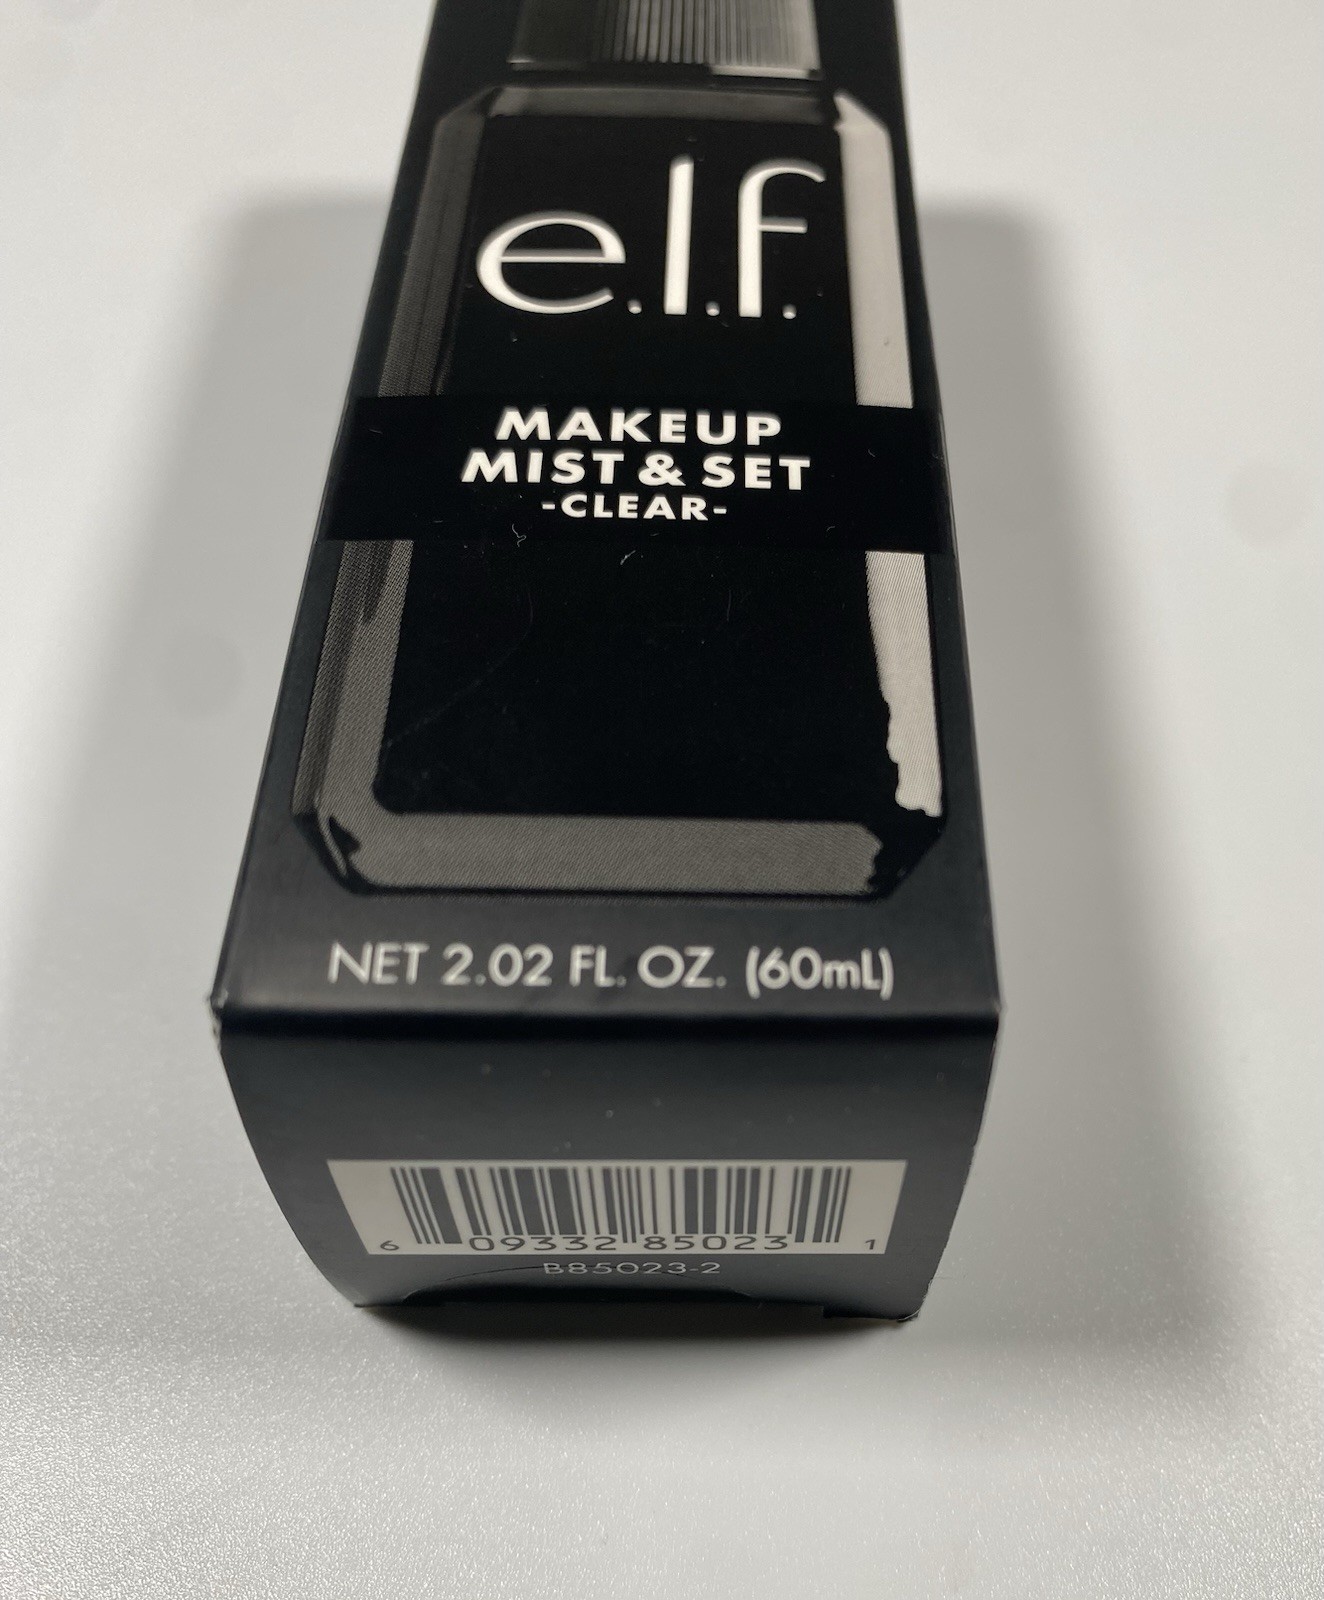 e.l.f.
MAKEUP
MIST & SET
-CLEAR-
NET 2.02 FL. OZ. (60mL)
6 09332 85023 1
B85023-2